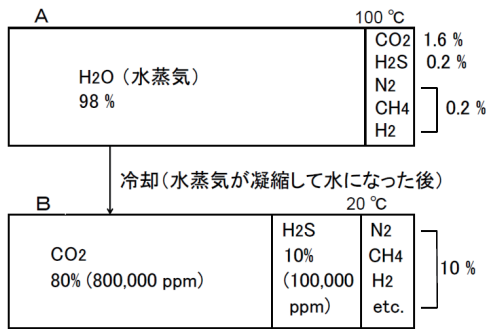 A
100 ℃
H2O (水蒸気)
98 %
CO2 1.6 %
H2S 0.2 %
N2
CH4
H2
0.2 %
冷却(水蒸気が凝縮して水になった後)
B
20 ℃
CO2
80% (800,000 ppm)
H2S
10%
(100,000
ppm)
N2
CH4
H2
etc.
10 %